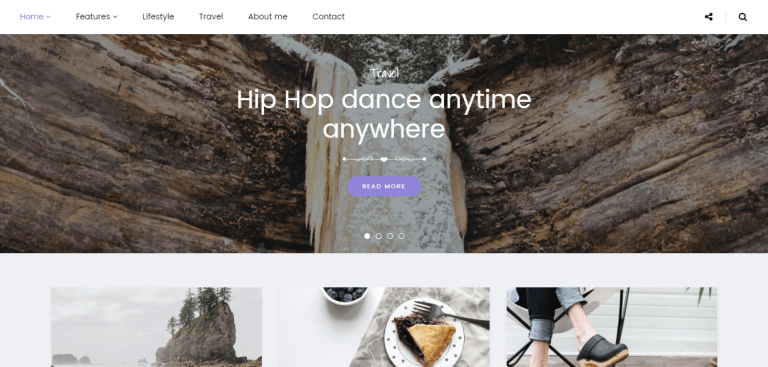 Home
Features
Lifestyle
Travel
About me
Contact
Travel
Hip Hop dance anytime
anywhere
READ MORE